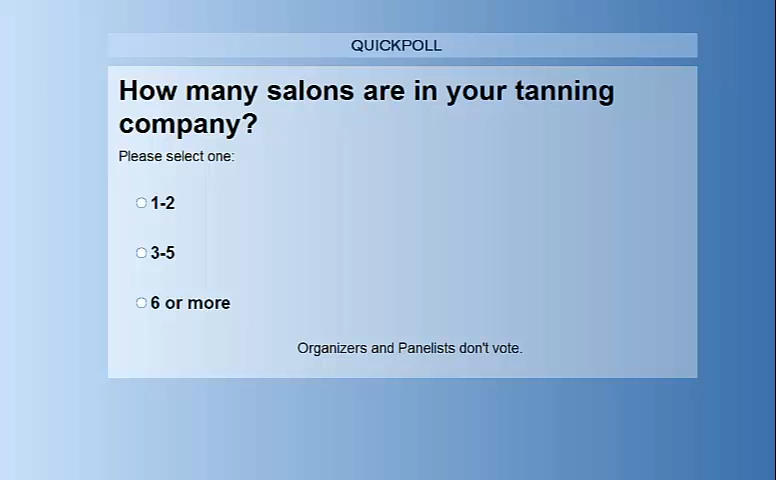 QUICKPOLL
How many salons are in your tanning
company?
Please select one:
1-2
3-5
6 or more
Organizers and Panelists don't vote.